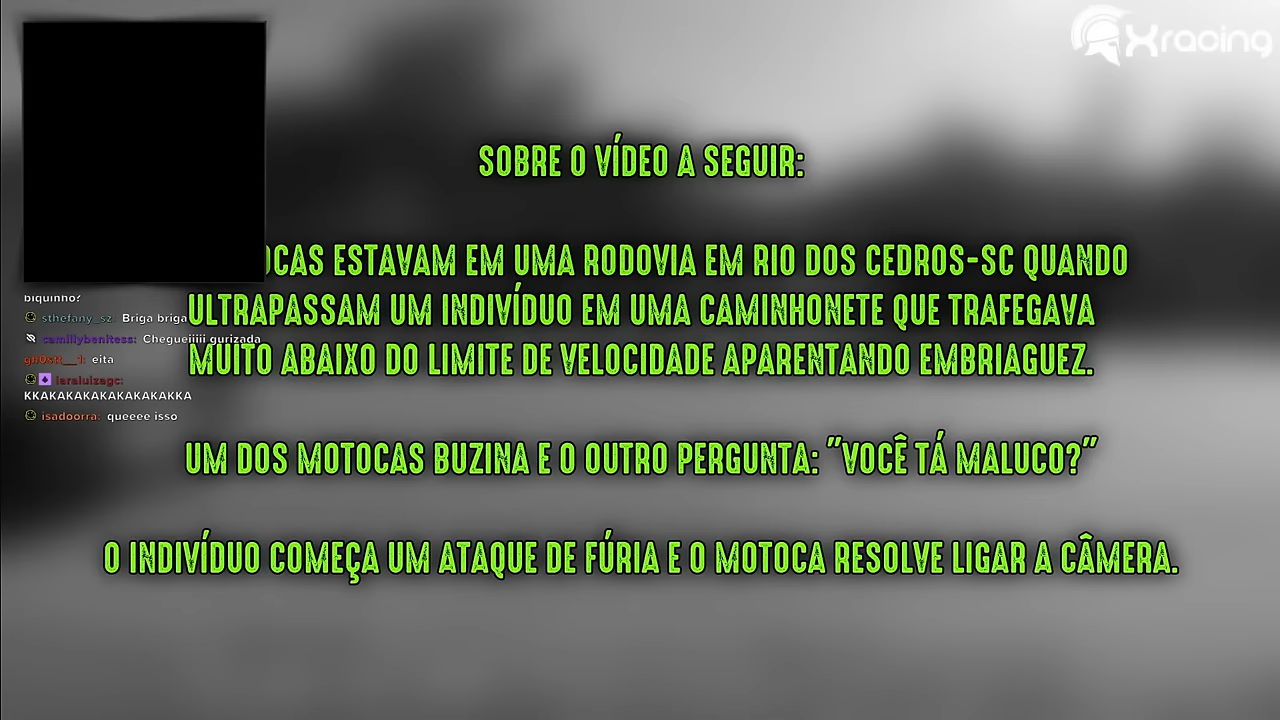 Xracing
SOBRE O VÍDEO A SEGUIR:
OCAS ESTAVAM EM UMA RODOVIA EM RIO DOS CEDROS-SC QUANDO
ULTRAPASSAM UM INDIVÍDUO EM UMA CAMINHONETE QUE TRAFEGAVA
MUITO ABAIXO DO LIMITE DE VELOCIDADE APARENTANDO EMBRIAGUEZ.
UM DOS MOTOCAS BUZINA E O OUTRO PERGUNTA: "VOCÊ TÁ MALUCO?"
O INDIVÍDUO COMEÇA UM ATAQUE DE FÚRIA E O MOTOCA RESOLVE LIGAR A CÂMERA.
biquinho?
sthefany_sz: Briga briga
camillybenitess: Chegueiiiii gurizada
eita
laraluizagc:
KKAKAKAKAKAKAKAKKA
isadoorra: queeee isso